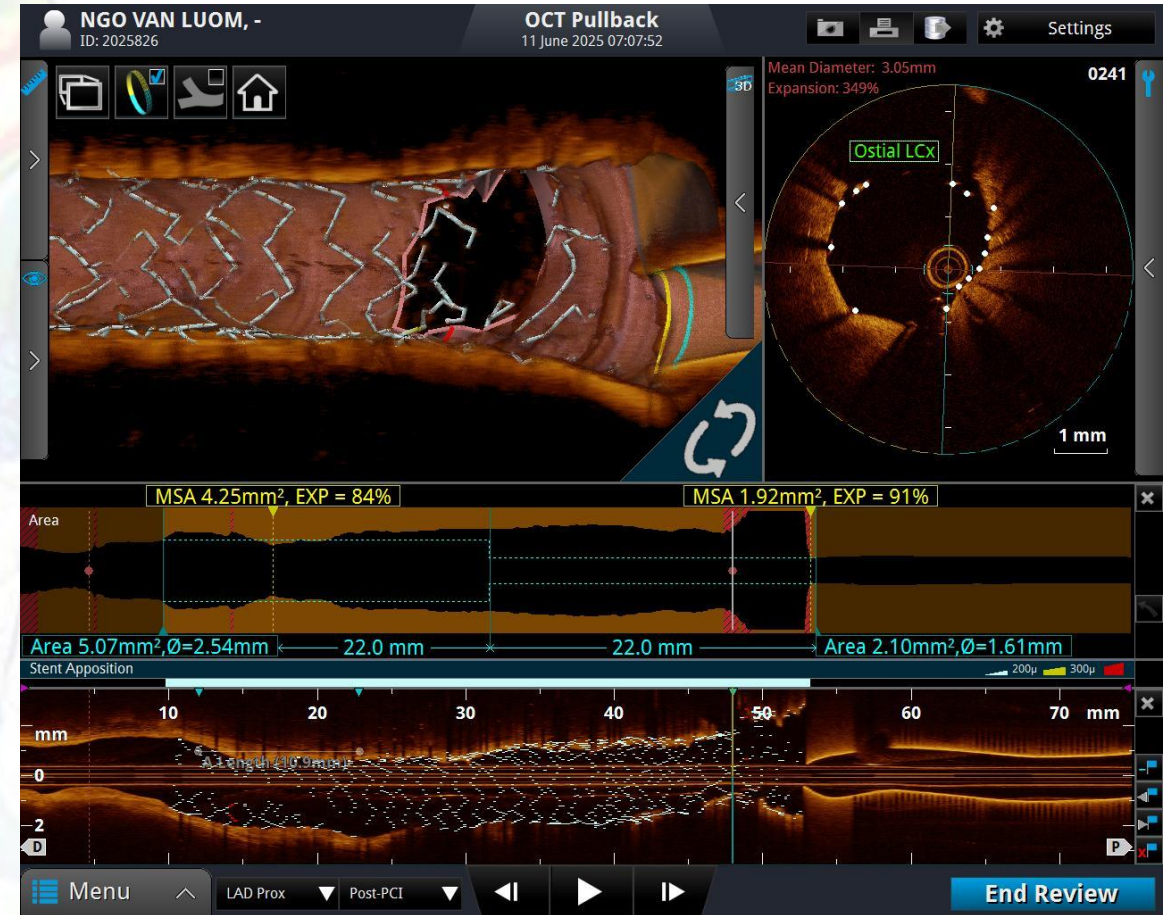 NGO VAN LUOM, -
ID: 2025826
OCT Pullback
11 June 2025 07:07:52
Settings
3D
Mean Diameter: 3.05mm
Expansion: 349%
0241
Ostial LCx
1 mm
MSA 4.25mm², EXP = 84%
MSA 1.92mm², EXP = 91%
Area
Area 5.07mm²,Ø=2.54mm
22.0 mm
22.0 mm
Area 2.10mm²,Ø=1.61mm
Stent Apposition
200µ
300µ
10 20 30 40 50 60 70 mm
mm
A Length (10.9mm)
0
2
D
P
Menu
LAD Prox
Post-PCI
End Review